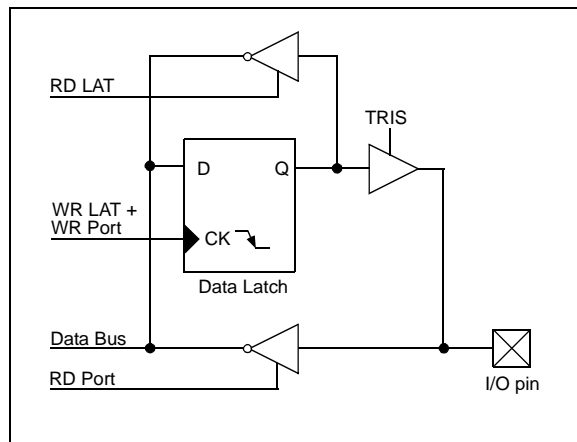 RD LAT
TRIS
D
Q
WR LAT +
WR Port
CK
Data Latch
Data Bus
RD Port
I/O pin